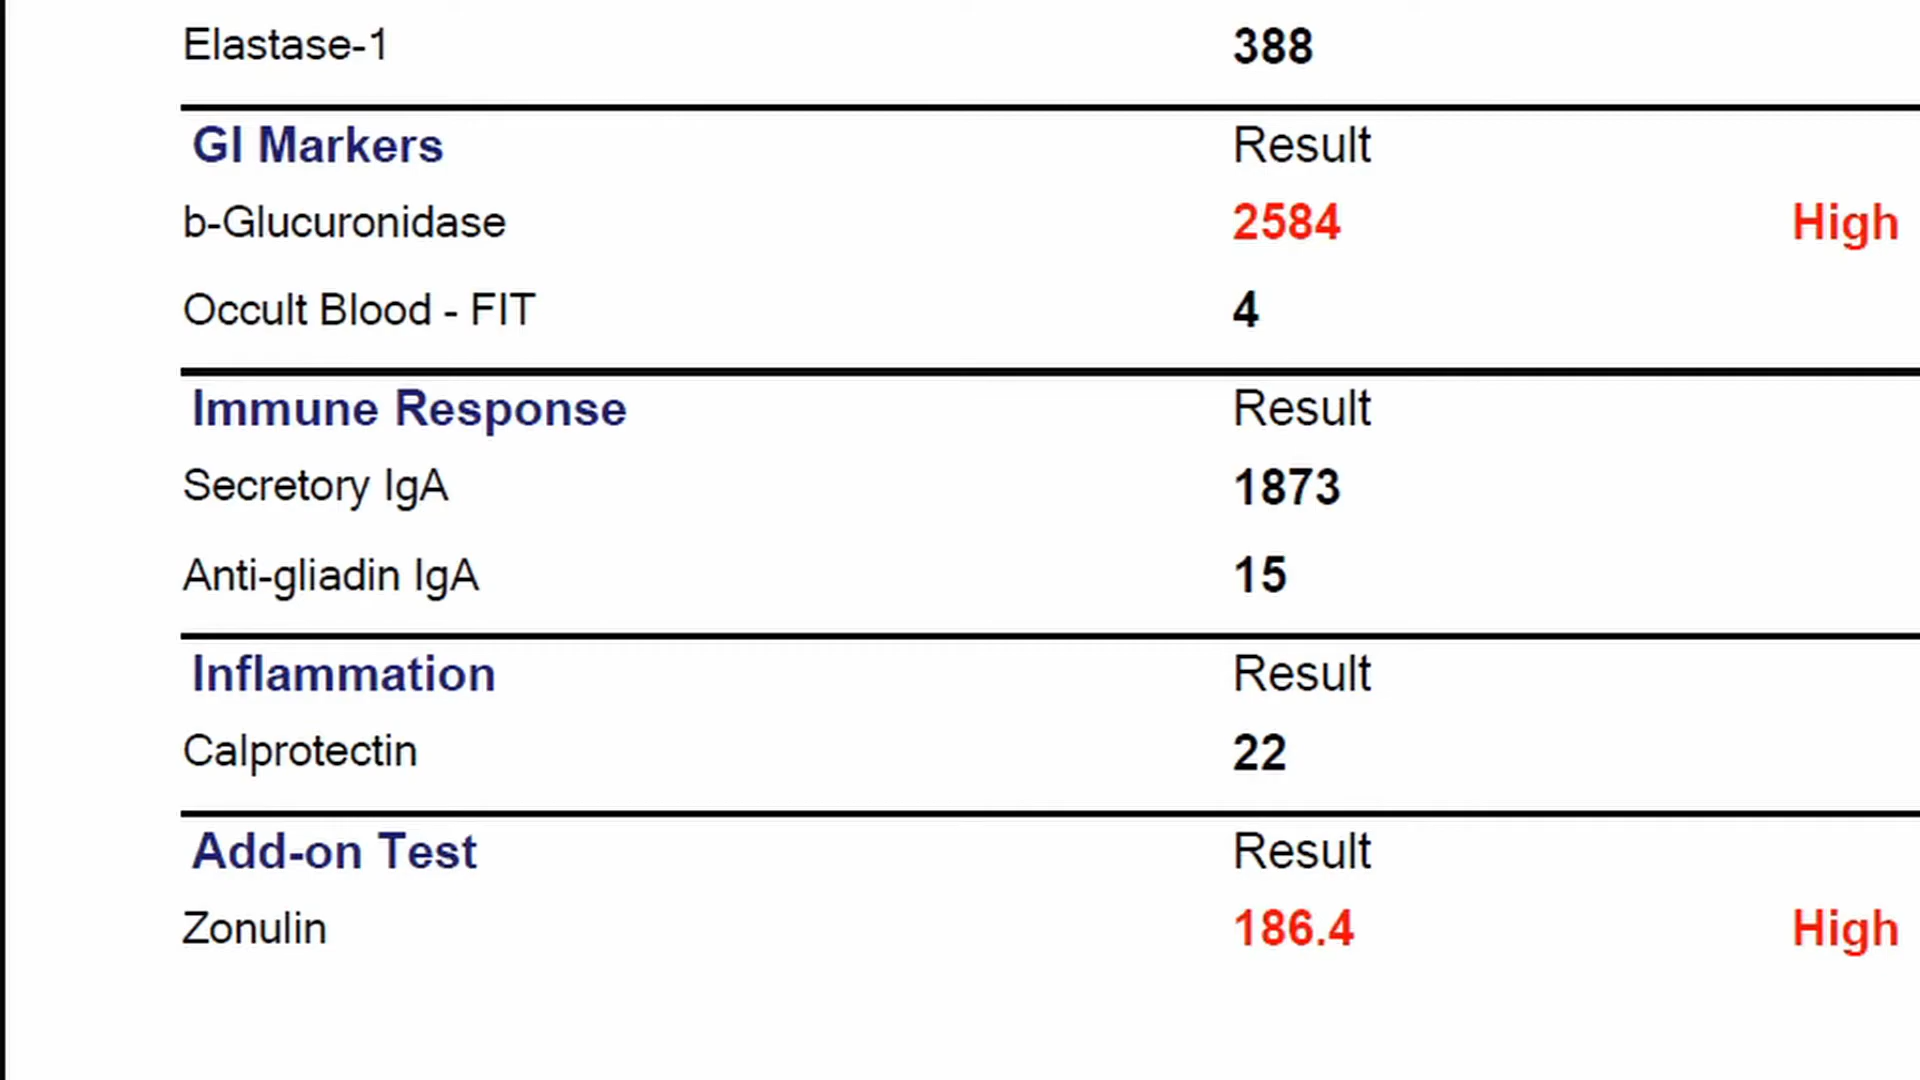 Elastase-1 388
GI Markers Result
b-Glucuronidase 2584 High
Occult Blood - FIT 4
Immune Response Result
Secretory IgA 1873
Anti-gliadin IgA 15
Inflammation Result
Calprotectin 22
Add-on Test Result
Zonulin 186.4 High